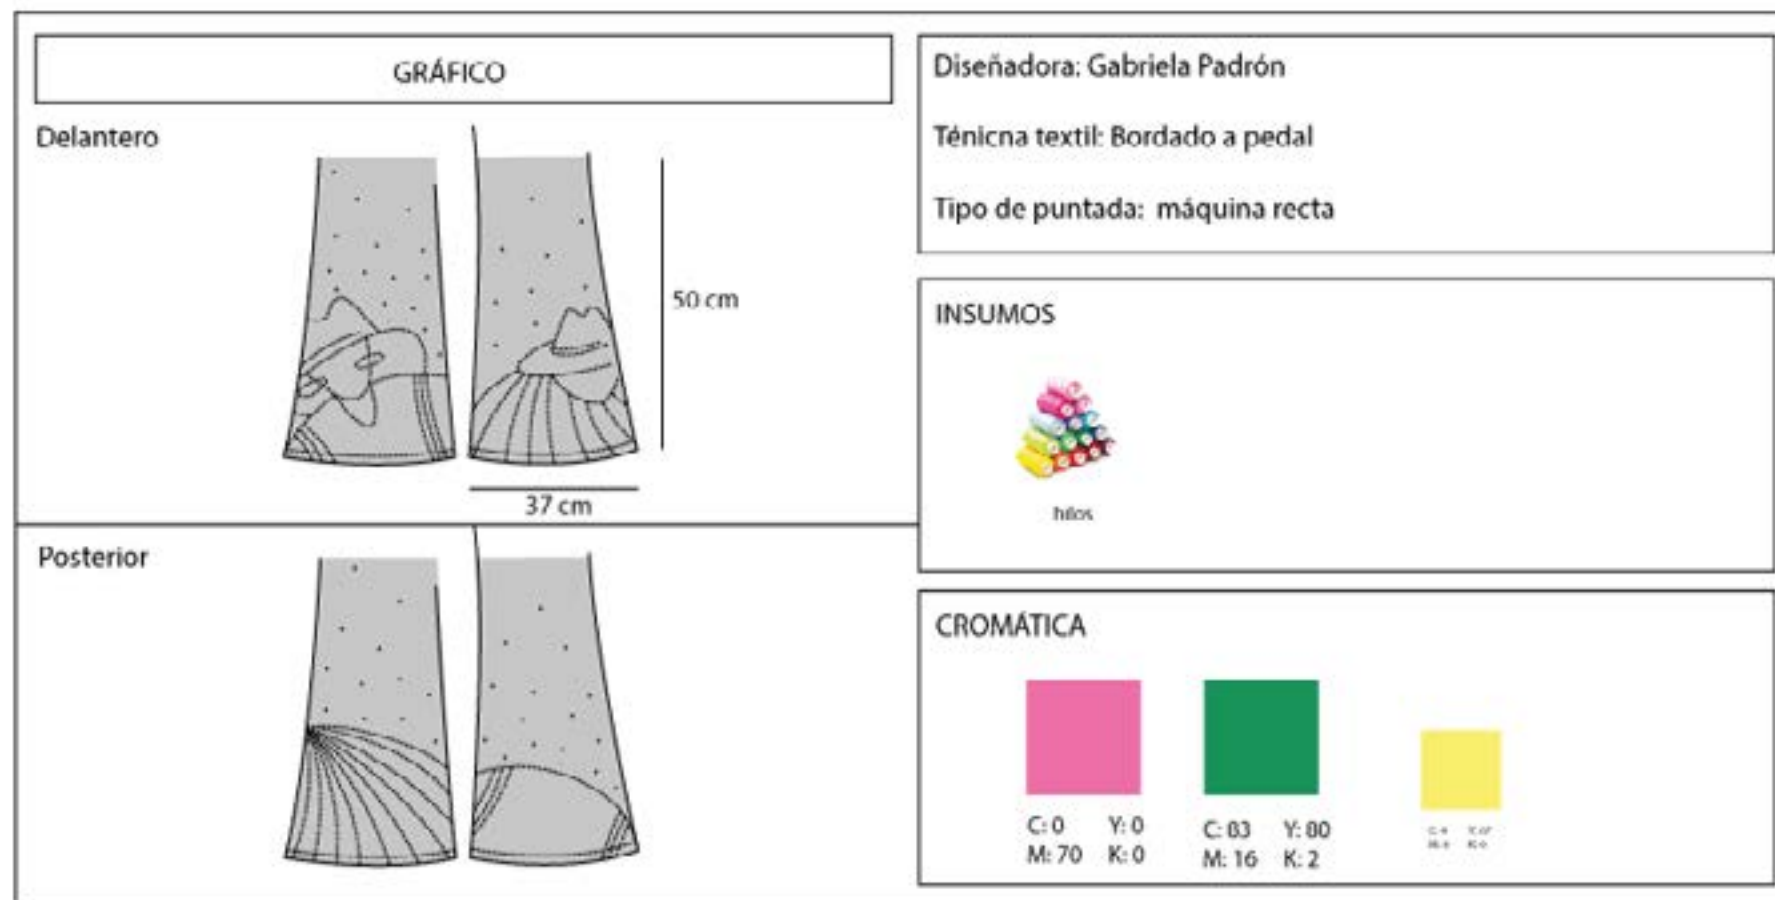 GRÁFICO
Delantero
50 cm
37 cm
Posterior
Diseñadora: Gabriela Padrón
Ténicna textil: Bordado a pedal
Tipo de puntada: máquina recta
INSUMOS
hilos
CROMÁTICA
C: 0 Y: 0
M: 70 K: 0
C: 83 Y: 80
M: 16 K: 2